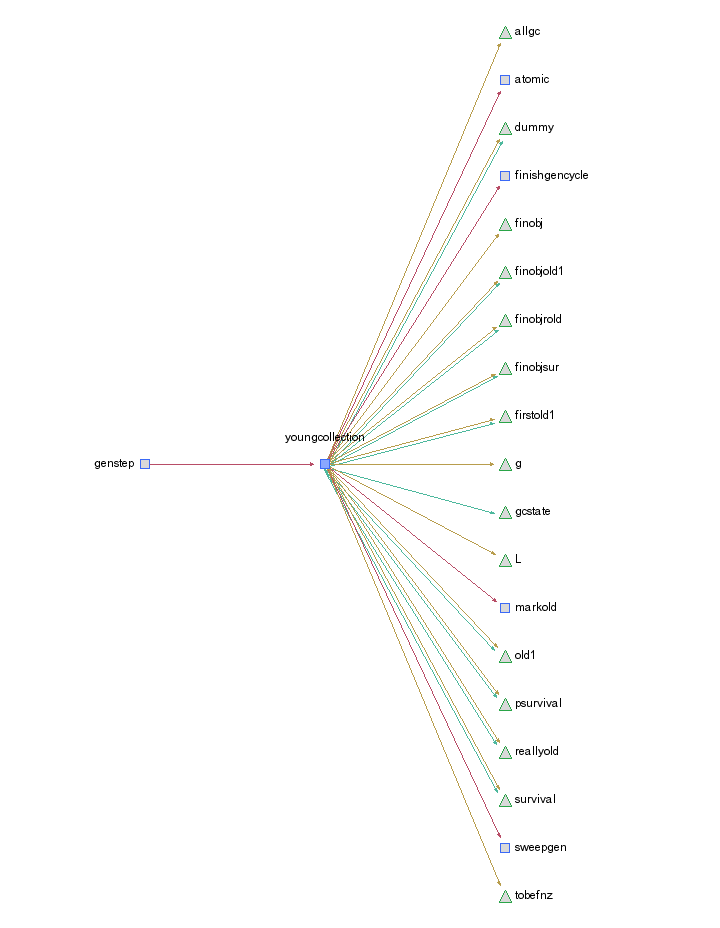 allgc
atomic
dummy
finishgencycle
finobj
finobjold1
finobjrold
finobjsur
firstold1
youngcollection
genstep
g
gcstate
L
markold
old1
psurvival
reallyold
survival
sweepgen
tobefnz